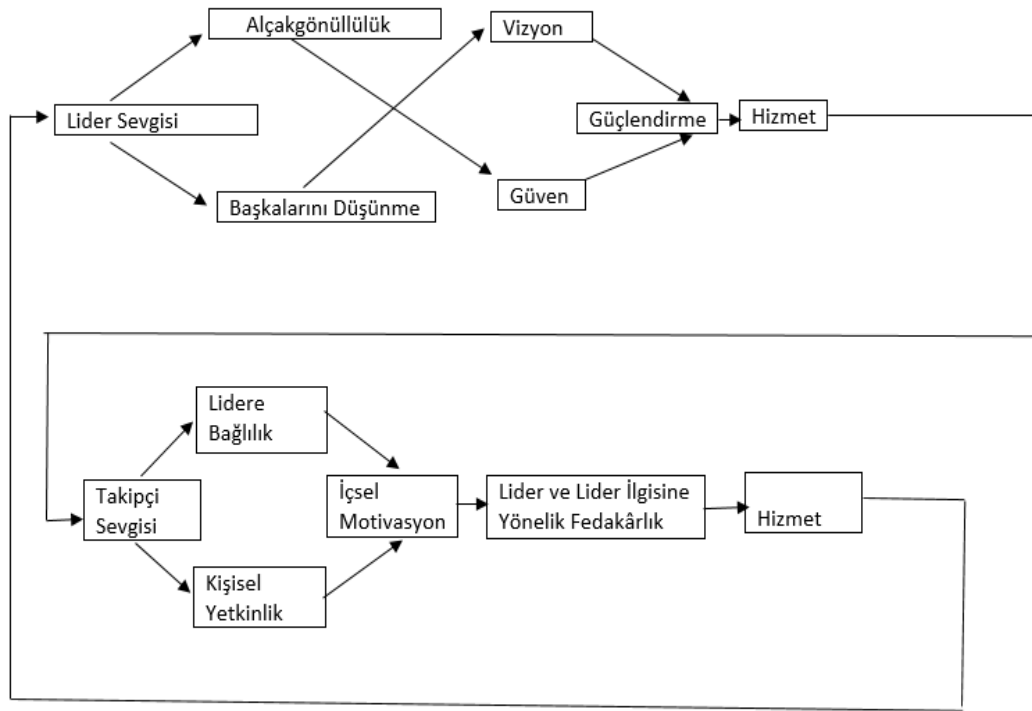 Alçakgönüllülük
Vizyon
Lider Sevgisi
Güçlendirme
Hizmet
Başkalarını Düşünme
Güven
Lidere
Bağlılık
Takipçi
Sevgisi
İçsel
Motivasyon
Lider ve Lider İlgisine
Yönelik Fedakârlık
Hizmet
Kişisel
Yetkinlik